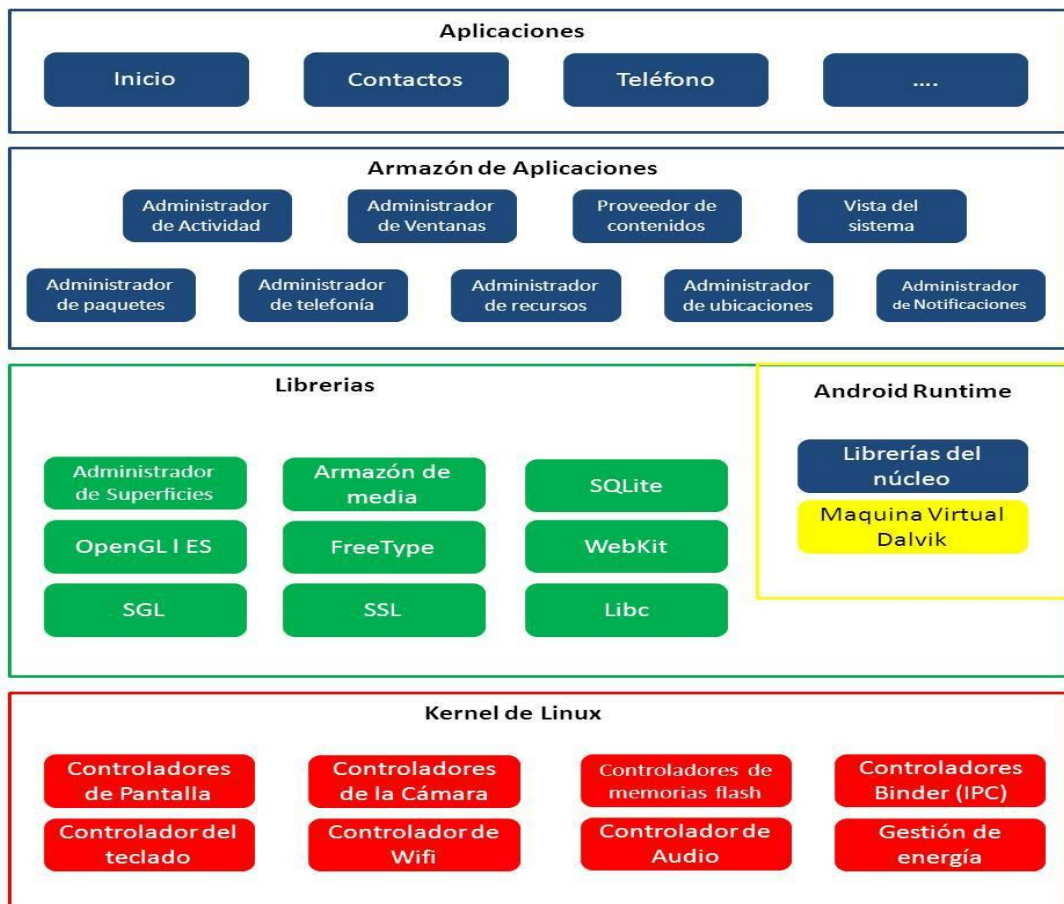 Aplicaciones
Inicio
Contactos
Teléfono
....
Armazón de Aplicaciones
Administrador
de Actividad
Administrador
de Ventanas
Proveedor de
contenidos
Vista del
sistema
Administrador
de paquetes
Administrador
de telefonía
Administrador
de recursos
Administrador
de ubicaciones
Administrador
de Notificaciones
Librerias
Administrador
de Superficies
Armazón de
media
SQLite
OpenGL l ES
FreeType
WebKit
SGL
SSL
Libc
Android Runtime
Librerías del
núcleo
Maquina Virtual
Dalvik
Kernel de Linux
Controladores
de Pantalla
Controladores
de la Cámara
Controladores de
memorias flash
Controladores
Binder (IPC)
Controlador del
teclado
Controlador de
Wifi
Controlador de
Audio
Gestión de
energía